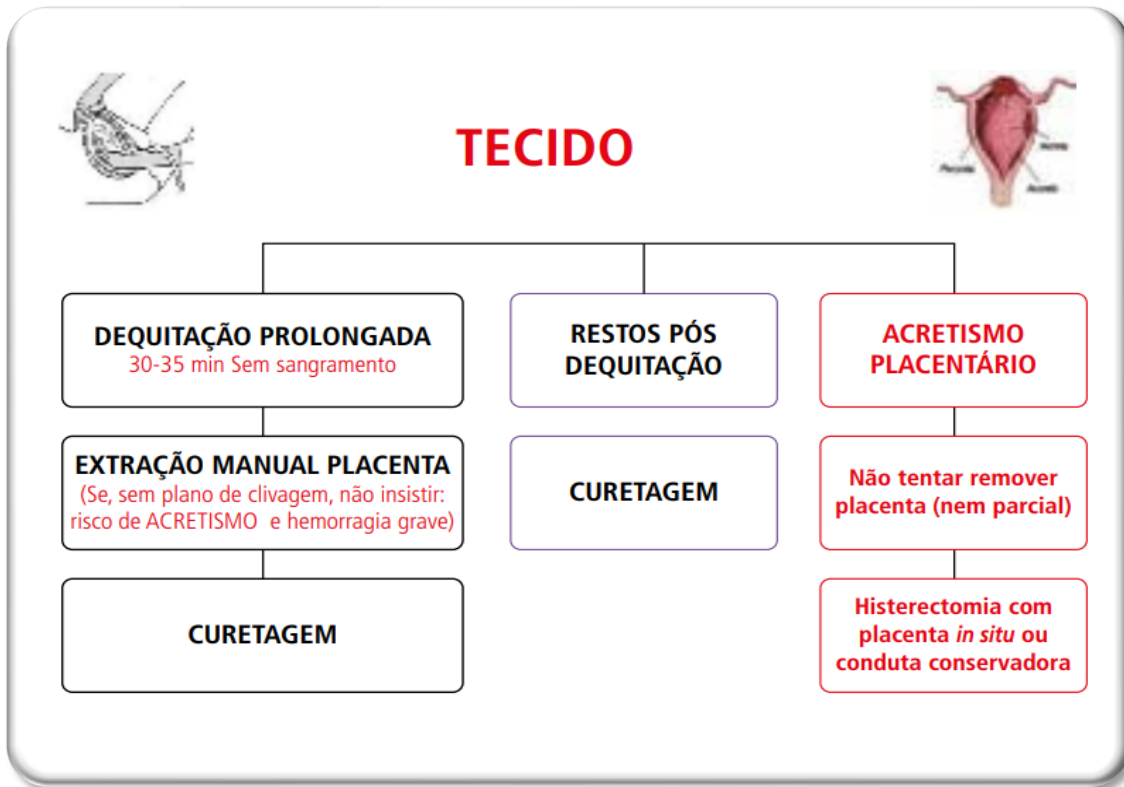 TECIDO
DEQUITAÇÃO PROLONGADA
30-35 min Sem sangramento
EXTRAÇÃO MANUAL PLACENTA
(Se, sem plano de clivagem, não insistir:
risco de ACRETISMO e hemorragia grave)
CURETAGEM
RESTOS PÓS
DEQUITAÇÃO
CURETAGEM
ACRETISMO
PLACENTÁRIO
Não tentar remover
placenta (nem parcial)
Histerectomia com
placenta in situ ou
conduta conservadora